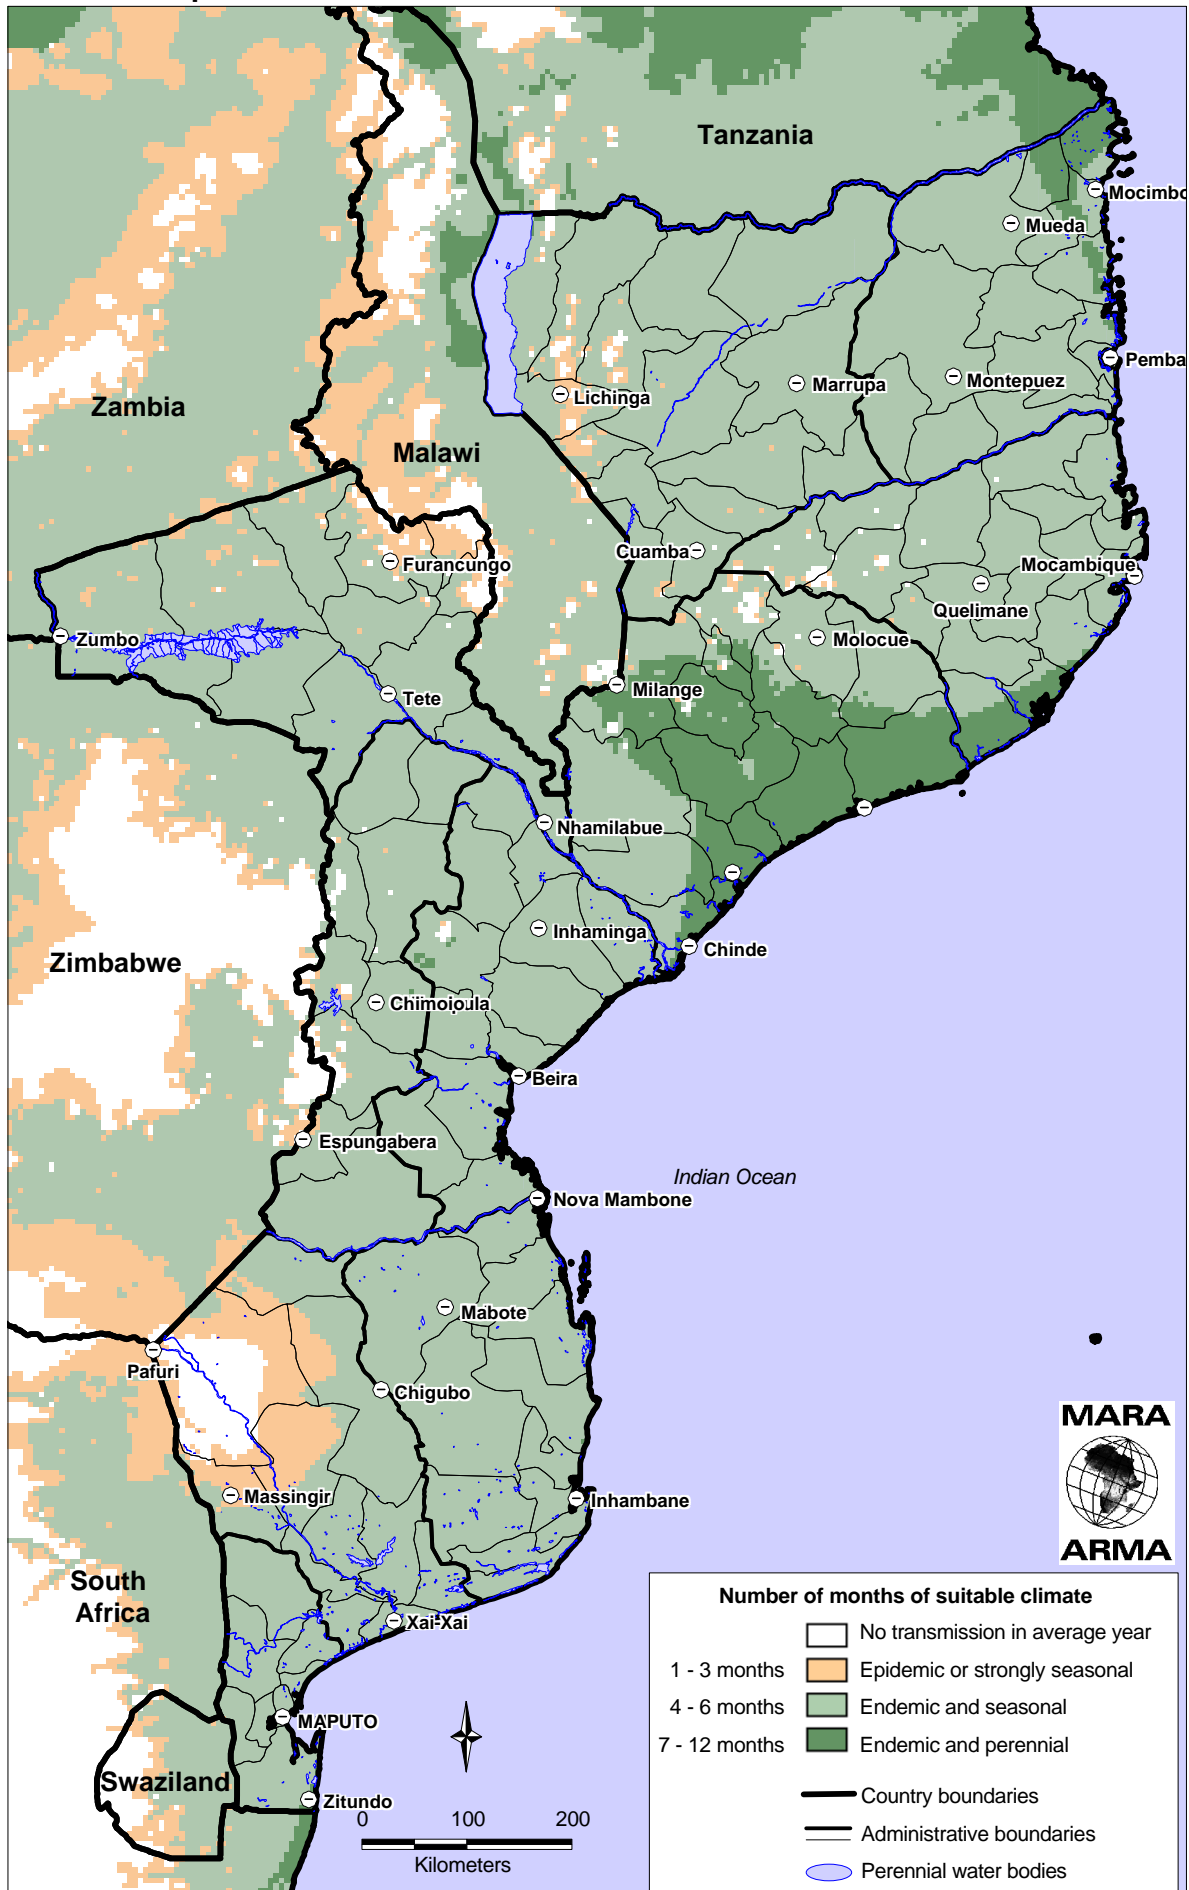 Tanzania
Mocimbo
Mueda
Pemba
Lichinga
Marrupa
Montepuez
Zambia
Malawi
Cuamba
Furancungo
Mocambique
Quelimane
Zumbo
Molocue
Milange
Tete
Nhamilabue
Inhaminga
Chinde
Zimbabwe
Chimoipula
Beira
Espungabera
Indian Ocean
Nova Mambone
Mabote
Pafuri
Chigubo
Massingir
Inhambane
MARA
ARMA
South
Africa
Xai-Xai
MAPUTO
Swaziland
Zitundo
0 100 200
Kilometers
Number of months of suitable climate
No transmission in average year
1 - 3 months Epidemic or strongly seasonal
4 - 6 months Endemic and seasonal
7 - 12 months Endemic and perennial
Country boundaries
Administrative boundaries
Perennial water bodies